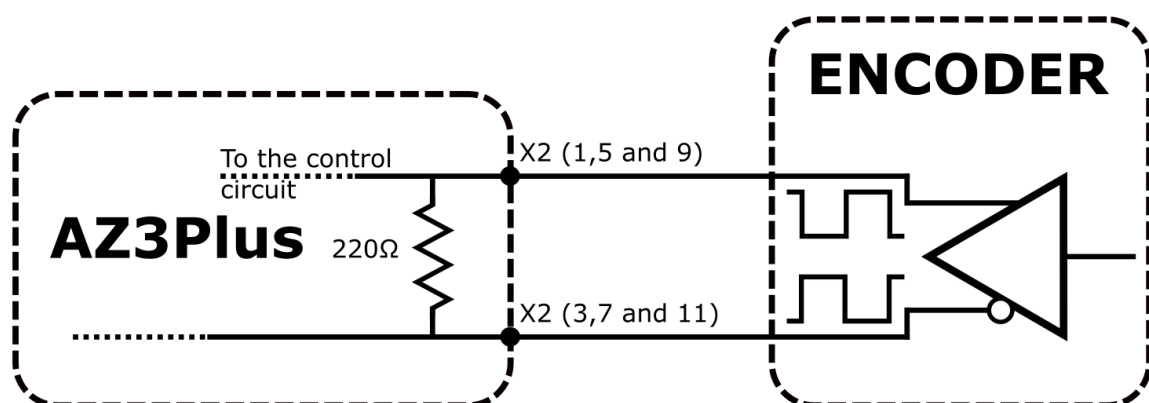 ENCODER
X2 (1,5 and 9)
To the control
circuit
AZ3Plus
220Ω
X2 (3,7 and 11)